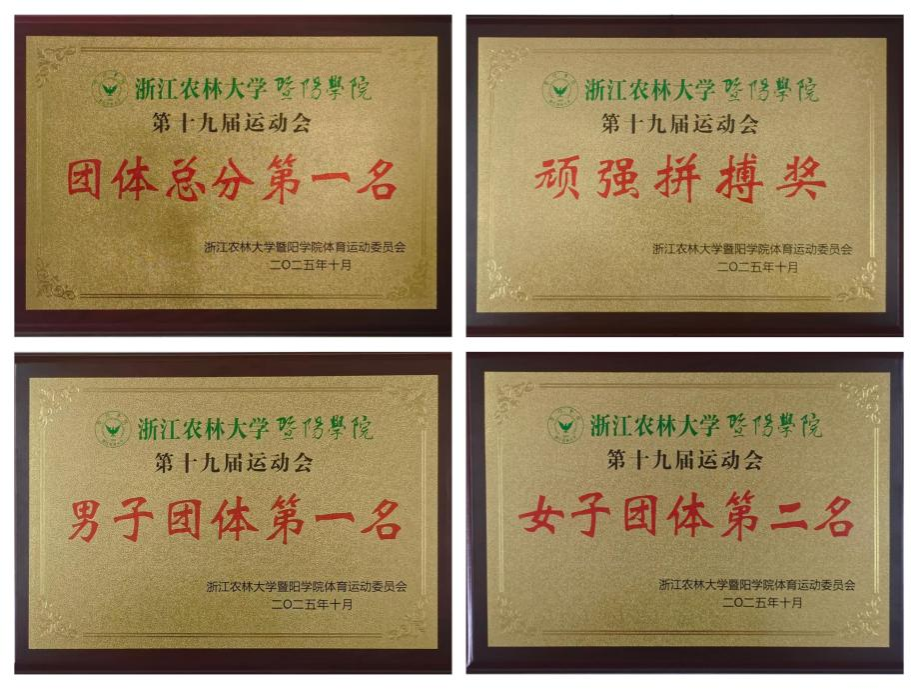 浙江农林大学 暨陽學院
第十九届运动会
团体总分第一名
浙江农林大学暨阳学院体育运动委员会
二〇二五年十月
浙江农林大学 暨陽學院
第十九届运动会
顽强拼搏奖
浙江农林大学暨阳学院体育运动委员会
二〇二五年十月
浙江农林大学 暨陽學院
第十九届运动会
男子团体第一名
浙江农林大学暨阳学院体育运动委员会
二〇二五年十月
浙江农林大学 暨陽學院
第十九届运动会
女子团体第二名
浙江农林大学暨阳学院体育运动委员会
二〇二五年十月